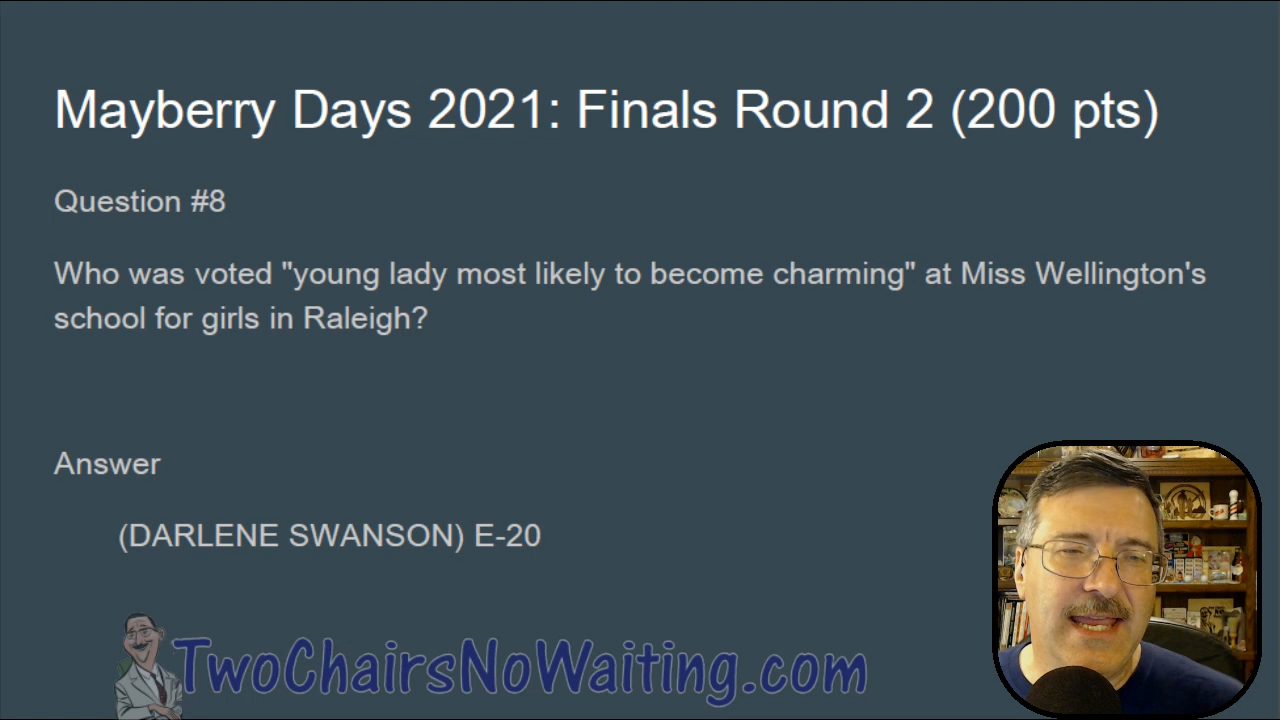 Mayberry Days 2021: Finals Round 2 (200 pts)
Question #8
Who was voted "young lady most likely to become charming" at Miss Wellington's
school for girls in Raleigh?
Answer
(DARLENE SWANSON) E-20
TwoChairsNoWaiting.com